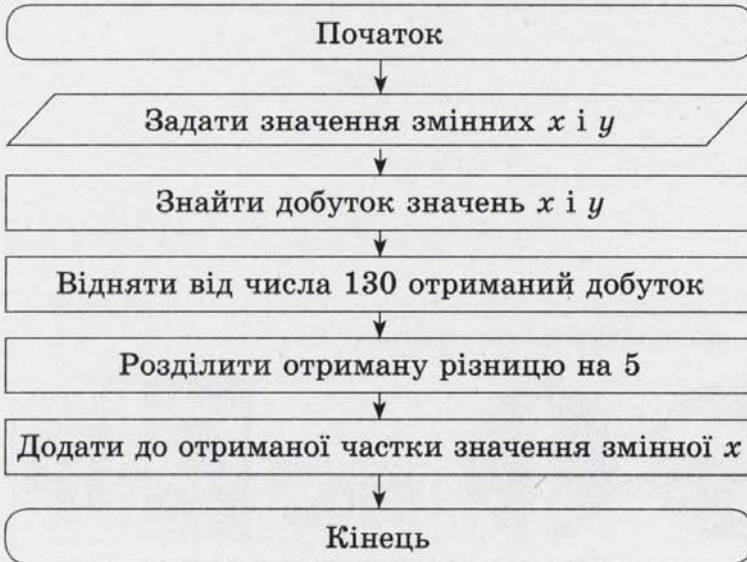 Початок
Задати значення змінних x і y
Знайти добуток значень x і y
Відняти від числа 130 отриманий добуток
Розділити отриману різницю на 5
Додати до отриманої частки значення змінної x
Кінець